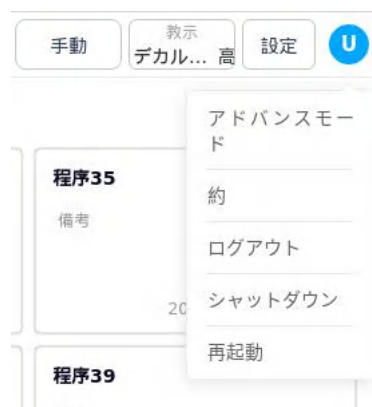 手動
教示
デカル... 高
設定
U
アドバンスモー
ド
約
ログアウト
シャットダウン
再起動
程序35
備考
20
程序39